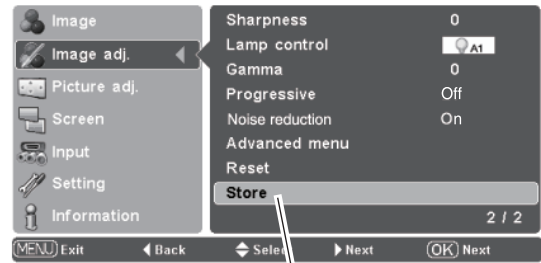 Image
Image adj.
Picture adj.
Screen
Input
Setting
Information
Sharpness 0
Lamp control A1
Gamma 0
Progressive Off
Noise reduction On
Advanced menu
Reset
Store
2 / 2
MENU Exit Back Select Next OK Next